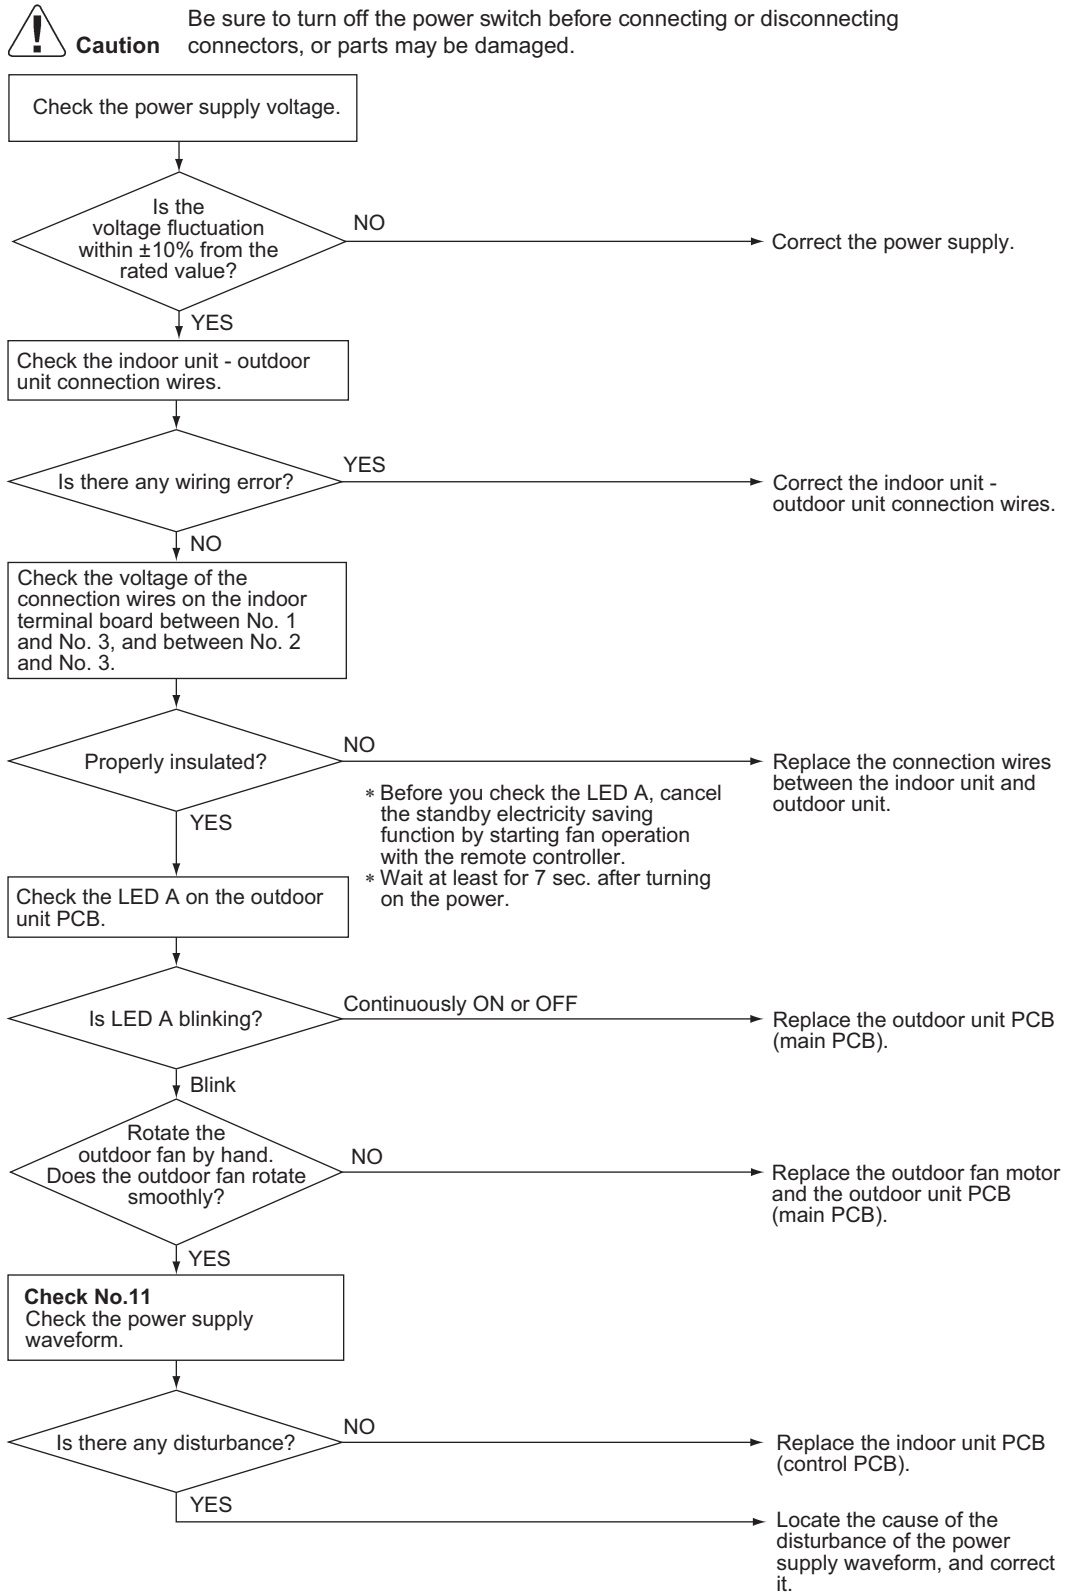 Caution
Be sure to turn off the power switch before connecting or disconnecting
connectors, or parts may be damaged.
Check the power supply voltage.
Is the
voltage fluctuation
within ±10% from the
rated value?
NO
Correct the power supply.
YES
Check the indoor unit - outdoor
unit connection wires.
Is there any wiring error?
YES
Correct the indoor unit -
outdoor unit connection wires.
NO
Check the voltage of the
connection wires on the indoor
terminal board between No. 1
and No. 3, and between No. 2
and No. 3.
Properly insulated?
NO
Replace the connection wires
between the indoor unit and
outdoor unit.
YES
* Before you check the LED A, cancel
the standby electricity saving
function by starting fan operation
with the remote controller.
* Wait at least for 7 sec. after turning
on the power.
Check the LED A on the outdoor
unit PCB.
Is LED A blinking?
Continuously ON or OFF
Replace the outdoor unit PCB
(main PCB).
Blink
Rotate the
outdoor fan by hand.
Does the outdoor fan rotate
smoothly?
NO
Replace the outdoor fan motor
and the outdoor unit PCB
(main PCB).
YES
Check No.11
Check the power supply
waveform.
Is there any disturbance?
NO
Replace the indoor unit PCB
(control PCB).
YES
Locate the cause of the
disturbance of the power
supply waveform, and correct
it.